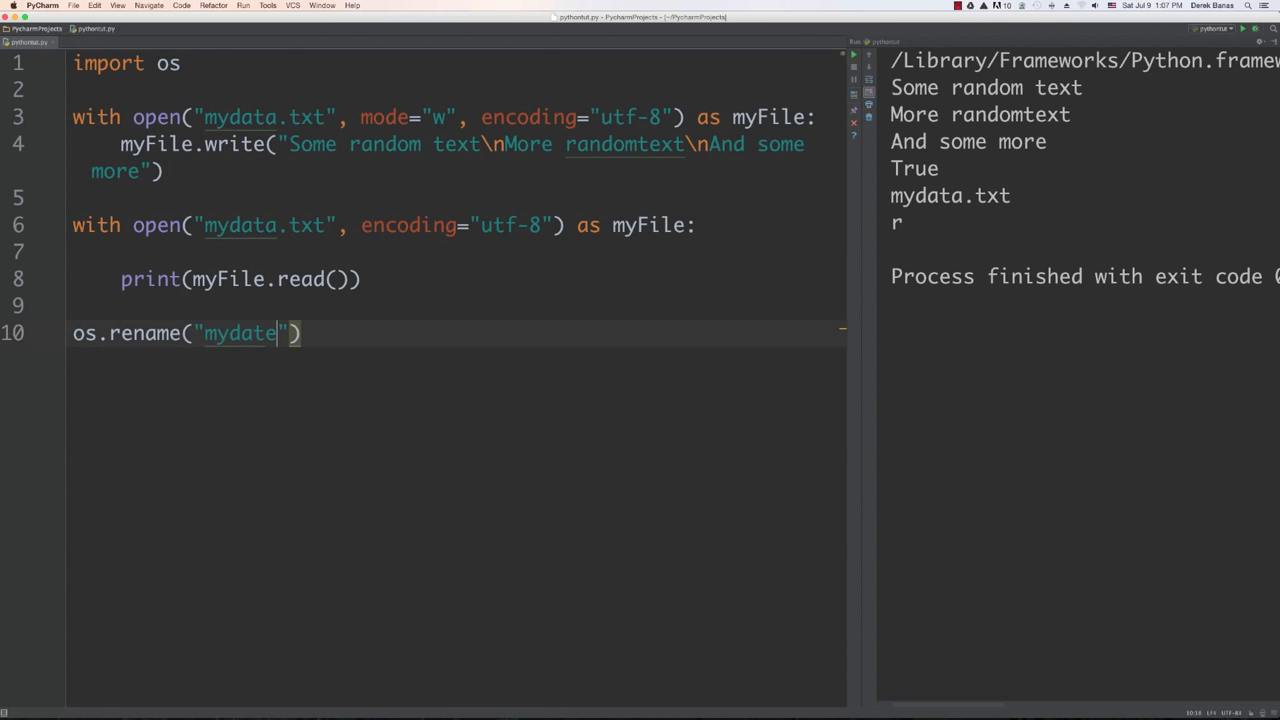 PyCharm File Edit View Navigate Code Refactor Run Tools VCS Window Help 10 Sat Jul 9 1:07 PM Derek Banas
pythontut.py - PycharmProjects - [~/PycharmProjects]
PycharmProjects pythontut.py pythontut
pythontut.py
Run pythontut
1 import os
2
3 with open("mydata.txt", mode="w", encoding="utf-8") as myFile:
4 myFile.write("Some random text\nMore randomtext\nAnd some
more")
5
6 with open("mydata.txt", encoding="utf-8") as myFile:
7
8 print(myFile.read())
9
10 os.rename("mydate")
/Library/Frameworks/Python.framew
Some random text
More randomtext
And some more
True
mydata.txt
r
Process finished with exit code 0
10:18 LF‡ UTF-8‡